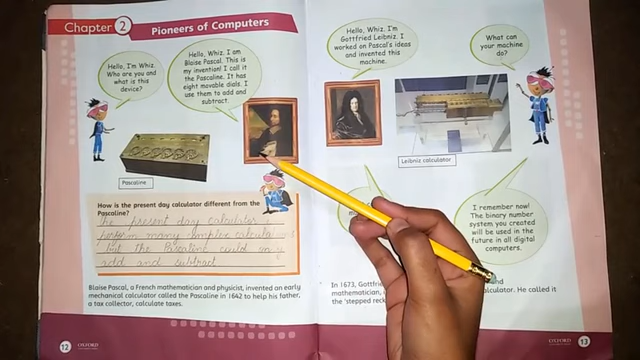 Chapter 2 Pioneers of Computers
Hello, I'm Whiz.
Who are you and
what is this
device?
Hello, Whiz. I am
Blaise Pascal. This is
my invention! I call it
the Pascaline. It has
eight movable dials. I
use them to add and
subtract.
Pascaline
How is the present day calculator different from the
Pascaline?
The present day calculator
perform many complex calculations
but the Pascaline could only
add and subtract
Blaise Pascal, a French mathematician and physicist, invented an early
mechanical calculator called the Pascaline in 1642 to help his father,
a tax collector, calculate taxes.
12
OXFORD
Hello, Whiz. I'm
Gottfried Leibniz. I
worked on Pascal's ideas
and invented this
machine.
What can
your machine
do?
Leibniz calculator
I remember now!
The binary number
system you created
will be used in the
future in all digital
computers.
In 1673, Gottfried
mathematician,
calculator. He called it
the 'stepped
OXFORD
13